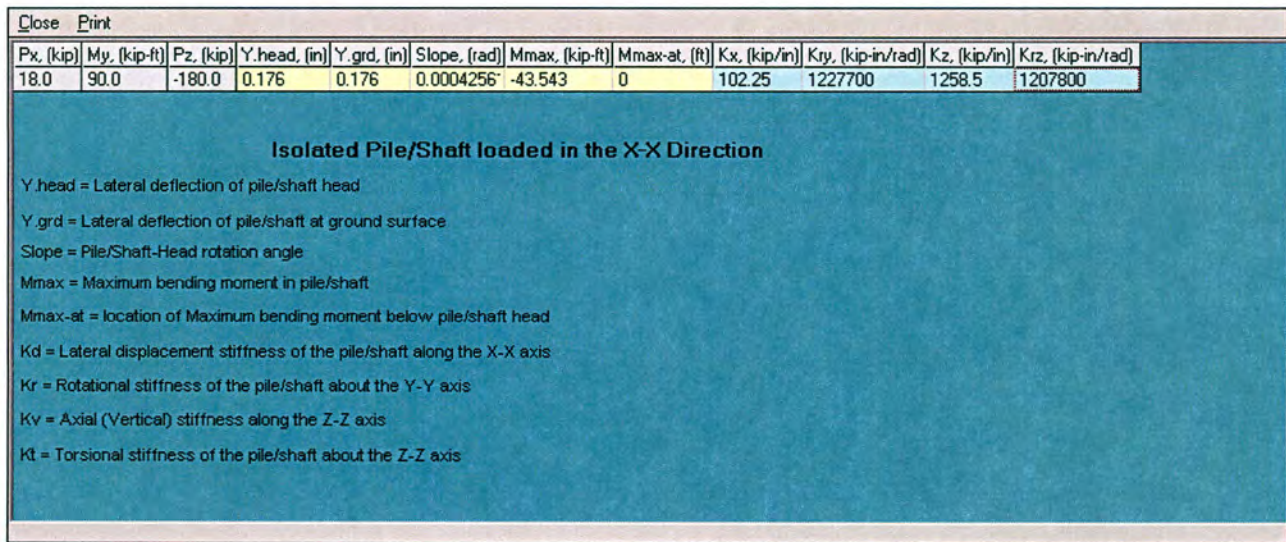 Close Print
Px, (kip) My, (kip-ft) Pz, (kip) Y.head, (in) Y.grd, (in) Slope, (rad) Mmax, (kip-ft) Mmax-at, (ft) Kx, (kip/in) Kry, (kip-in/rad) Kz, (kip/in) Krz, (kip-in/rad)
18.0 90.0 -180.0 0.176 0.176 0.0004256 -43.543 0 102.25 1227700 1258.5 1207800
Isolated Pile/Shaft loaded in the X-X Direction
Y.head = Lateral deflection of pile/shaft head
Y.grd = Lateral deflection of pile/shaft at ground surface
Slope = Pile/Shaft-Head rotation angle
Mmax = Maximum bending moment in pile/shaft
Mmax-at = location of Maximum bending moment below pile/shaft head
Kd = Lateral displacement stiffness of the pile/shaft along the X-X axis
Kr = Rotational stiffness of the pile/shaft about the Y-Y axis
Kv = Axial (Vertical) stiffness along the Z-Z axis
Kt = Torsional stiffness of the pile/shaft about the Z-Z axis